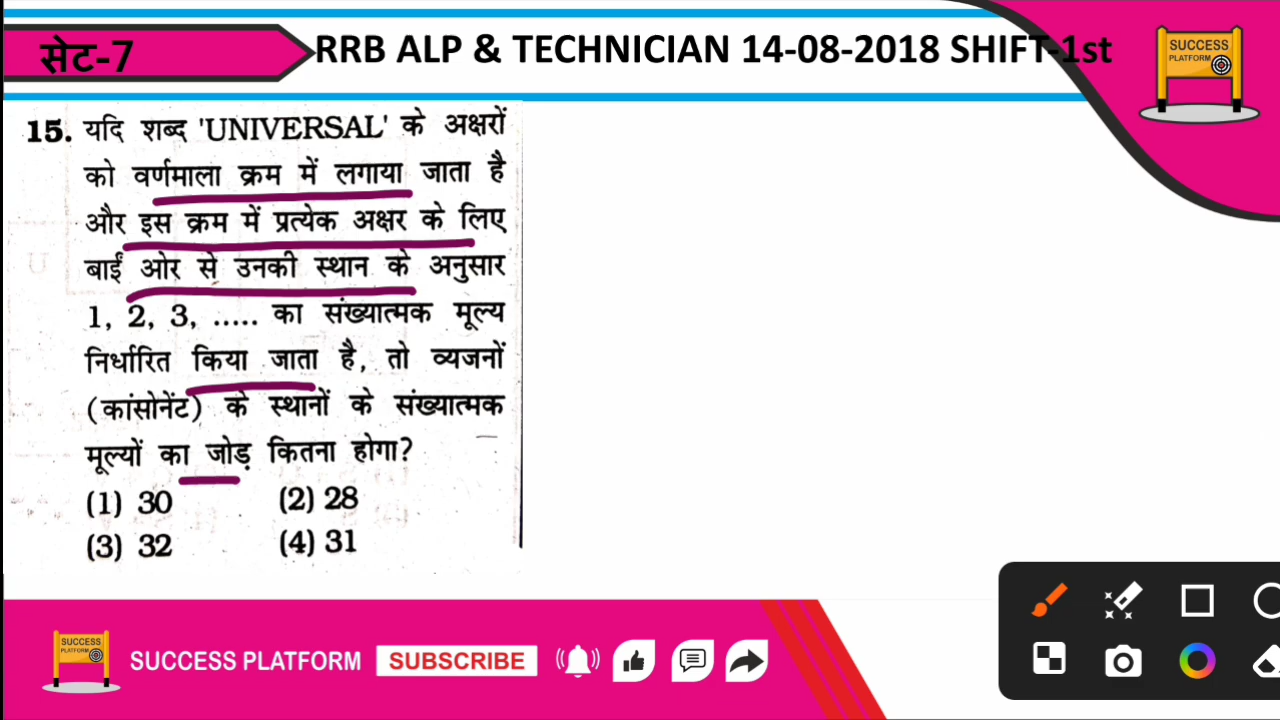 सेट-7
RRB ALP & TECHNICIAN 14-08-2018 SHIFT-1st
SUCCESS
PLATFORM
15. यदि शब्द 'UNIVERSAL' के अक्षरों
को वर्णमाला क्रम में लगाया जाता है
और इस क्रम में प्रत्येक अक्षर के लिए
बाईं ओर से उनकी स्थान के अनुसार
1, 2, 3, ..... का संख्यात्मक मूल्य
निर्धारित किया जाता है, तो व्यजनों
(कांसोनेंट) के स्थानों के संख्यात्मक
मूल्यों का जोड़ कितना होगा?
(1) 30 (2) 28
(3) 32 (4) 31
SUCCESS
PLATFORM
SUCCESS PLATFORM SUBSCRIBE